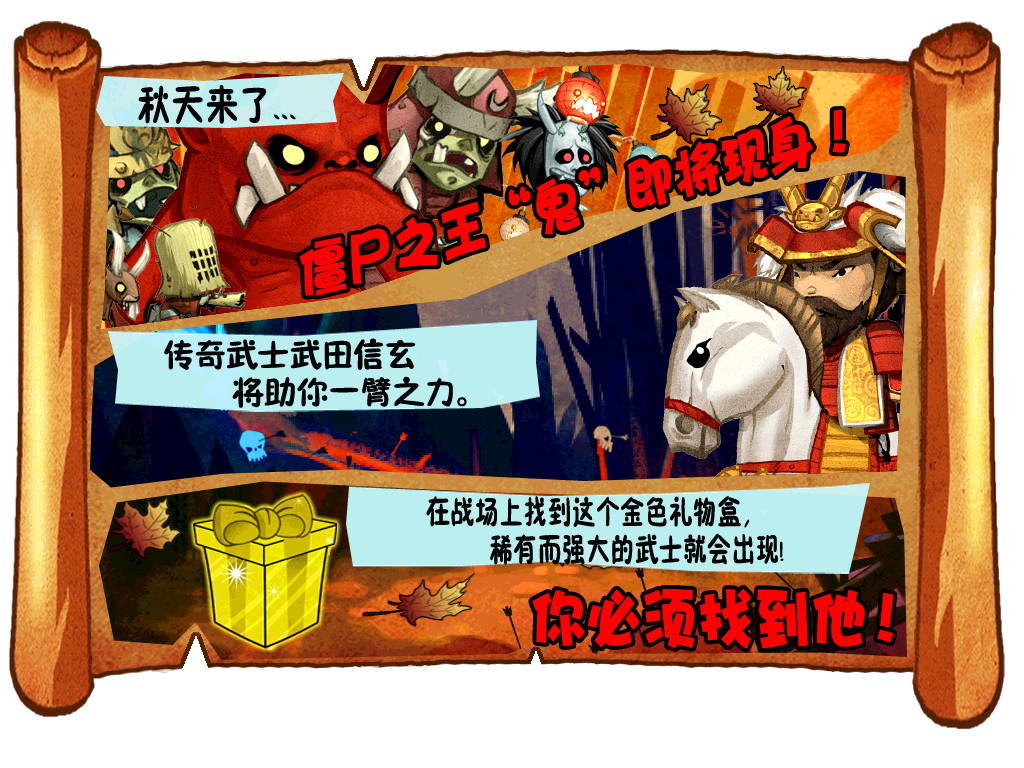 秋天来了...
僵尸之王“鬼”即将现身！
传奇武士武田信玄
将助你一臂之力。
在战场上找到这个金色礼物盒，
稀有而强大的武士就会出现!
你必须找到他！